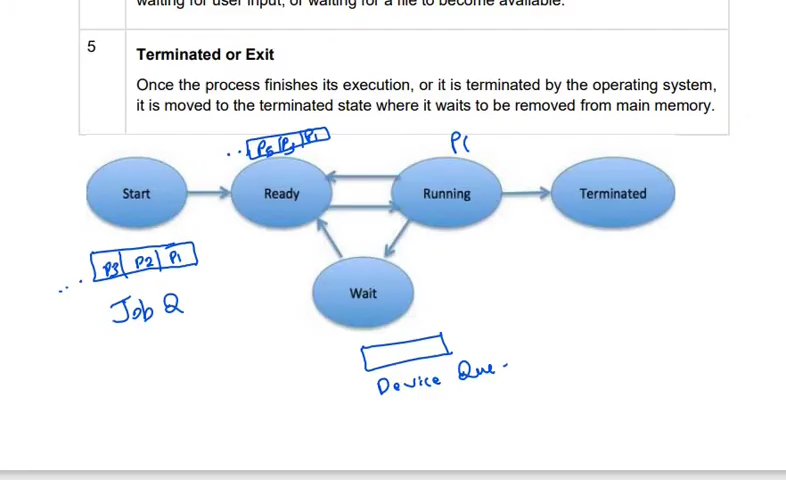 waiting for user input, or waiting for a file to become available.
5
Terminated or Exit
Once the process finishes its execution, or it is terminated by the operating system,
it is moved to the terminated state where it waits to be removed from main memory.
P1
Start
Ready
Running
Terminated
P3 P2 P1
Job Q
Wait
Device Que